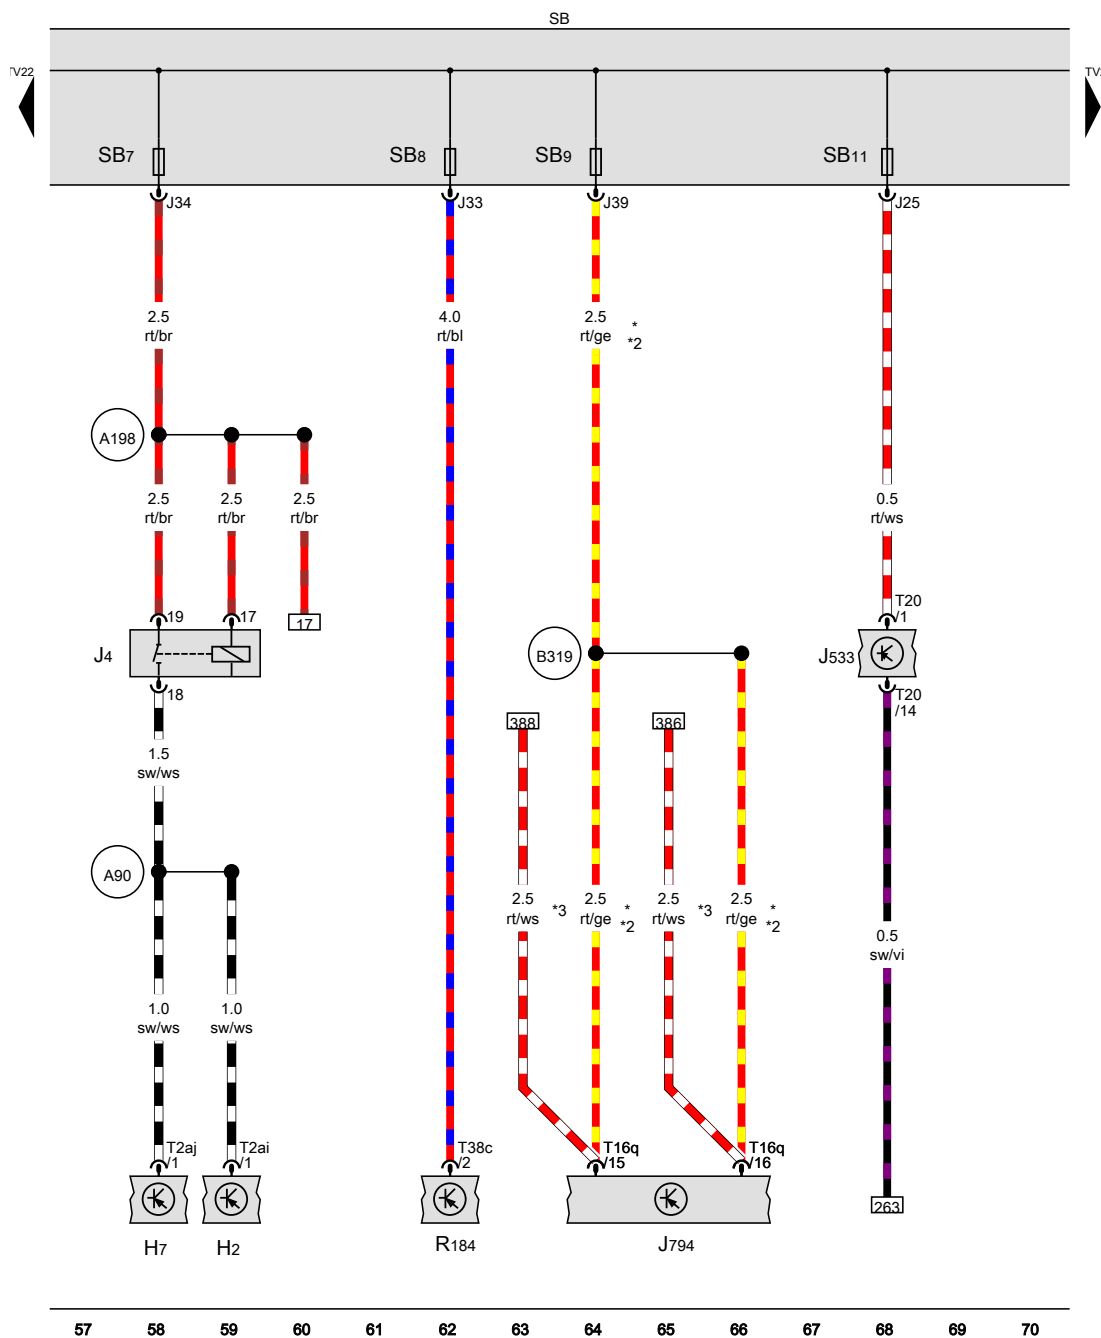 SB
TV22
TV2
SB7
SB8
SB9
SB11
J34
J33
J39
J25
2.5
rt/br
4.0
rt/bl
2.5
rt/ge
*
*2
A198
2.5
rt/br
2.5
rt/br
2.5
rt/br
0.5
rt/ws
19
17
17
T20
/1
J4
B319
J533
18
T20
/14
388
386
1.5
sw/ws
A90
2.5
rt/ws
*3
2.5
rt/ge
*
*2
2.5
rt/ws
*3
2.5
rt/ge
*
*2
0.5
sw/vi
1.0
sw/ws
1.0
sw/ws
T2aj
/1
T2ai
/1
T38c
/2
T16q
/15
T16q
/16
263
H7
H2
R184
J794
57 58 59 60 61 62 63 64 65 66 67 68 69 70